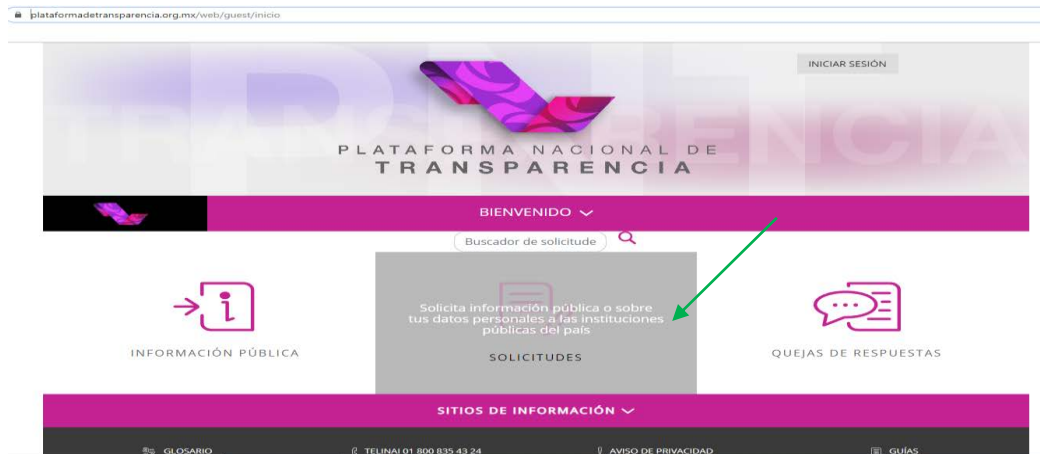 plataformadetransparencia.org.mx/web/guest/inicio
INICIAR SESIÓN
PNT
TRANSPARENCIA
PLATAFORMA NACIONAL DE
TRANSPARENCIA
BIENVENIDO
Buscador de solicitude
Solicita información pública o sobre
tus datos personales a las instituciones
públicas del país
INFORMACIÓN PÚBLICA
SOLICITUDES
QUEJAS DE RESPUESTAS
SITIOS DE INFORMACIÓN
GLOSARIO
TELINAI 01 800 835 43 24
AVISO DE PRIVACIDAD
GUÍAS